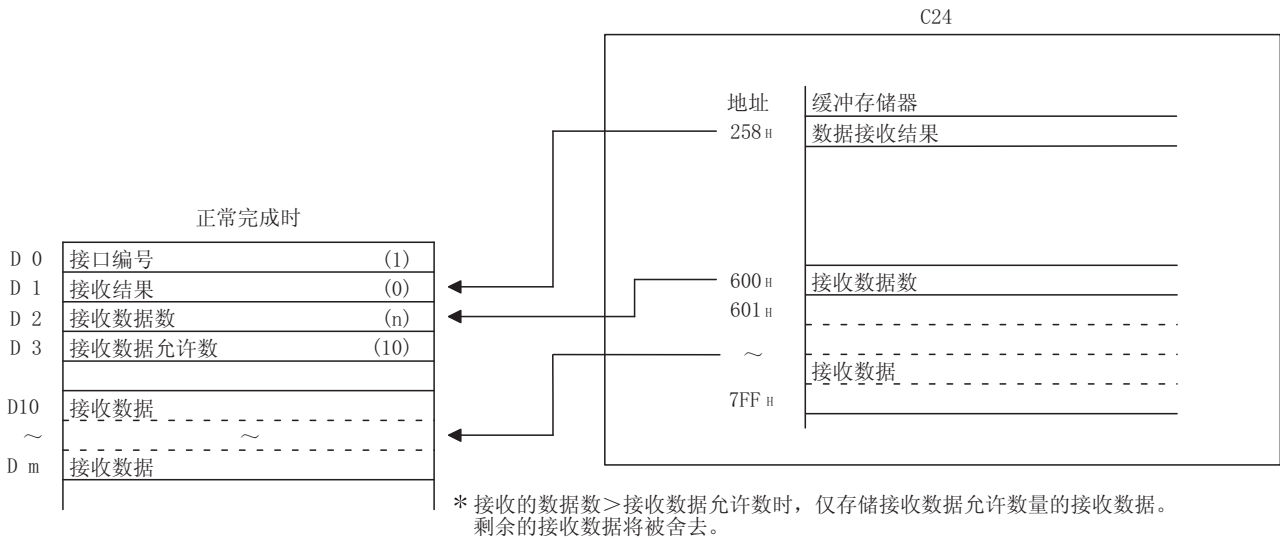 C24
地址 缓冲存储器
258H 数据接收结果
正常完成时
D 0 接口编号 (1)
D 1 接收结果 (0)
D 2 接收数据数 (n)
D 3 接收数据允许数 (10)
D10 接收数据
～ ～
D m 接收数据
600H 接收数据数
601H
～
接收数据
7FFH
＊接收的数据数＞接收数据允许数时，仅存储接收数据允许数量的接收数据。
剩余的接收数据将被舍去。